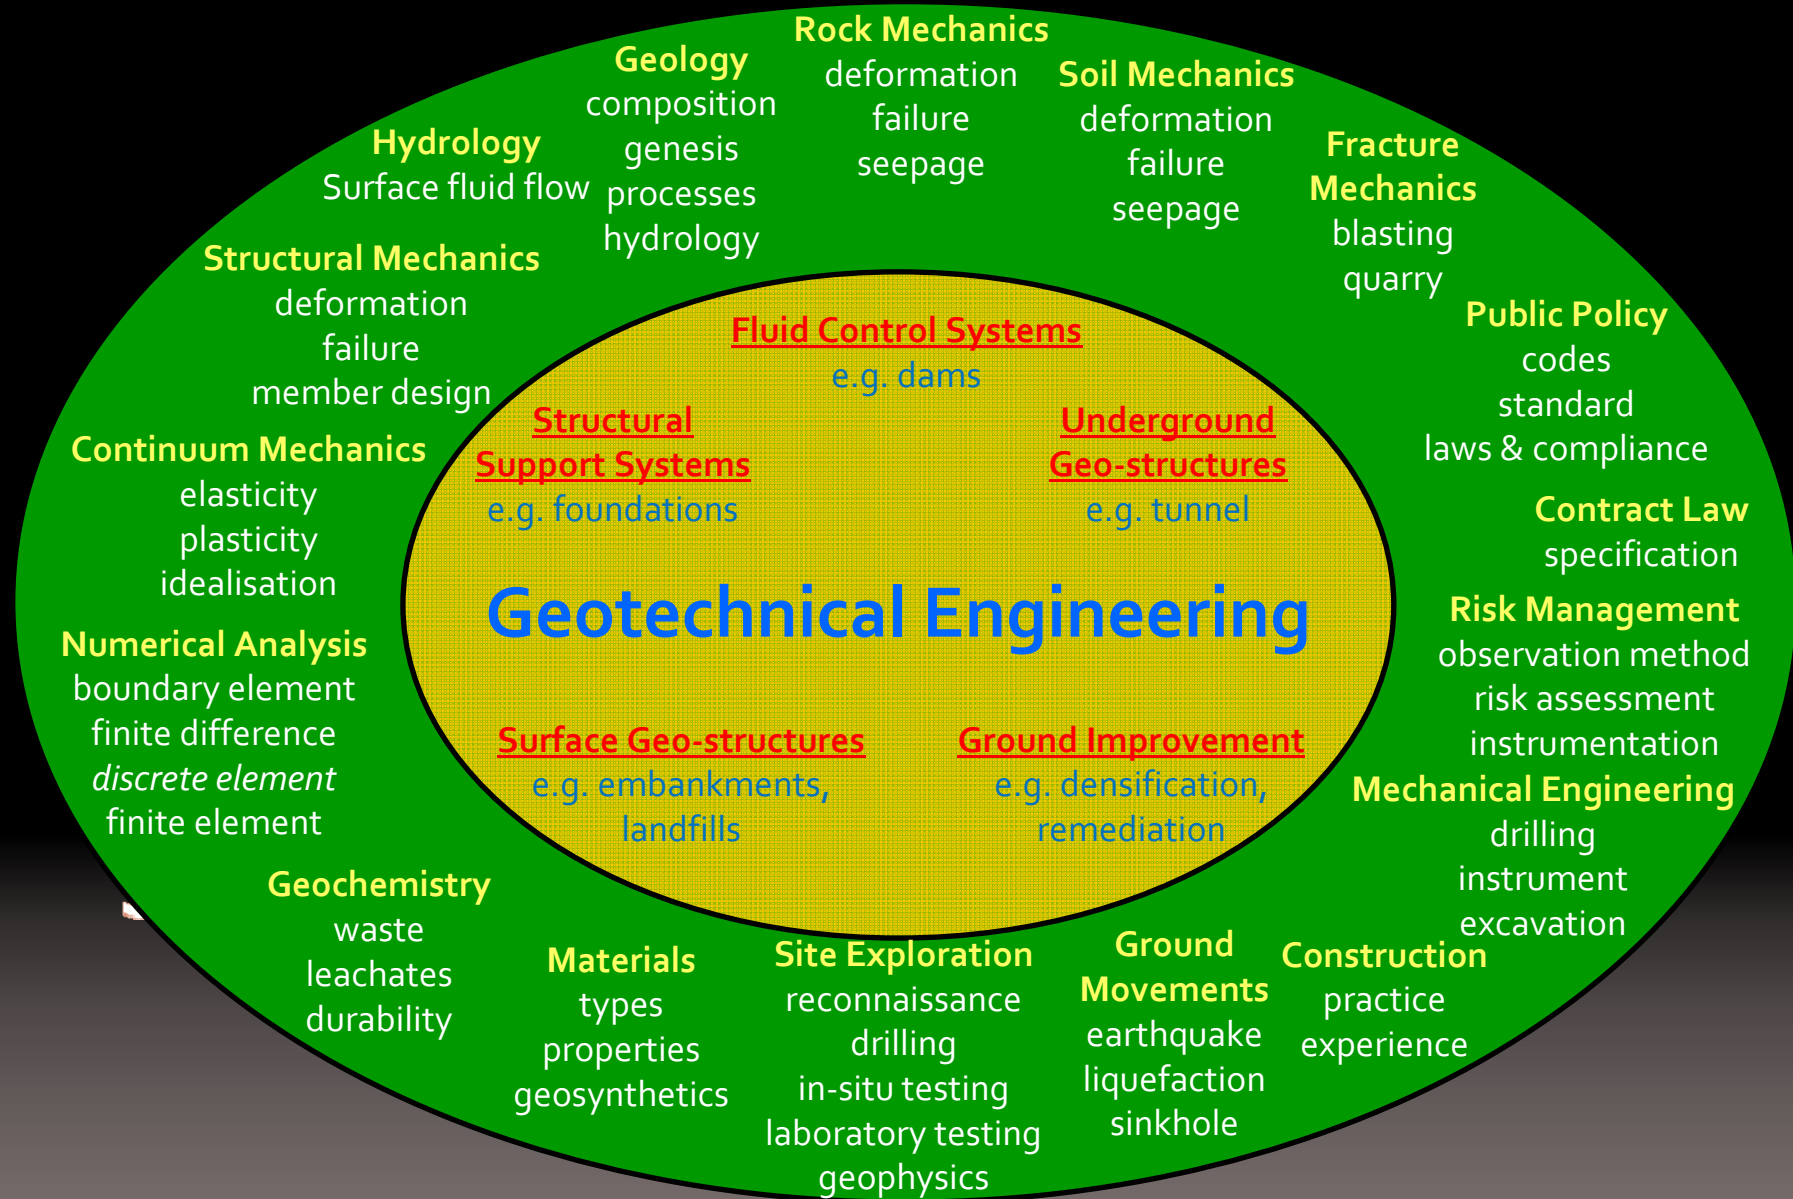 Rock Mechanics
deformation
failure
seepage
Geology
composition
genesis
processes
hydrology
Soil Mechanics
deformation
failure
seepage
Hydrology
Surface fluid flow
Fracture
Mechanics
blasting
quarry
Structural Mechanics
deformation
failure
member design
Public Policy
codes
standard
laws & compliance
Continuum Mechanics
elasticity
plasticity
idealisation
Contract Law
specification
Numerical Analysis
boundary element
finite difference
discrete element
finite element
Risk Management
observation method
risk assessment
instrumentation
Mechanical Engineering
drilling
instrument
excavation
Geochemistry
waste
leachates
durability
Materials
types
properties
geosynthetics
Site Exploration
reconnaissance
drilling
in-situ testing
laboratory testing
geophysics
Ground
Movements
earthquake
liquefaction
sinkhole
Construction
practice
experience
Fluid Control Systems
e.g. dams
Structural
Support Systems
e.g. foundations
Underground
Geo-structures
e.g. tunnel
Geotechnical Engineering
Surface Geo-structures
e.g. embankments,
landfills
Ground Improvement
e.g. densification,
remediation